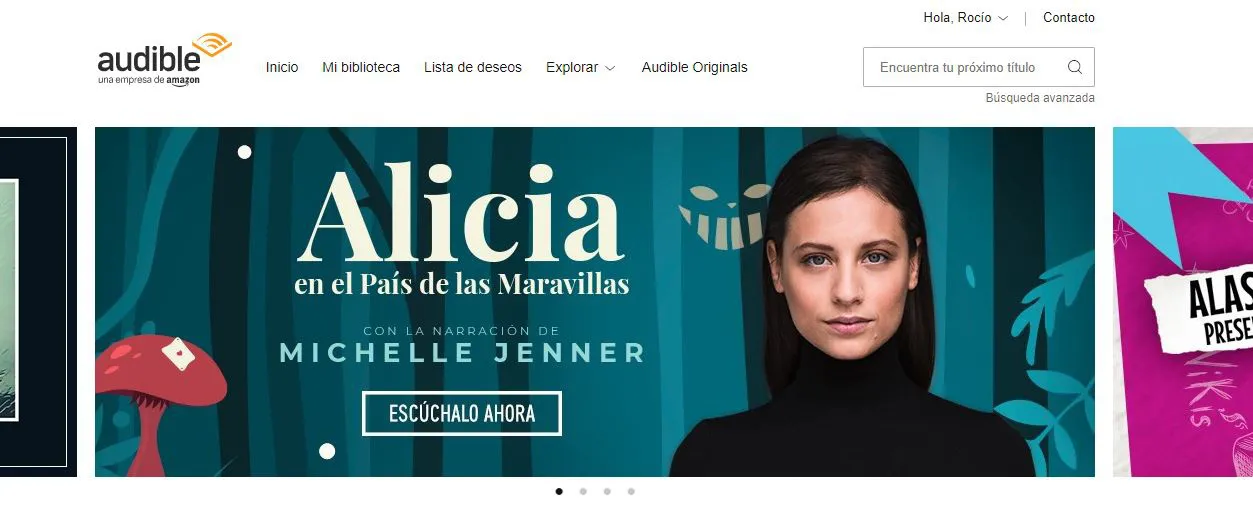 Hola, Rocío
Contacto
audible
una empresa de amazon
Inicio
Mi biblioteca
Lista de deseos
Explorar
Audible Originals
Encuentra tu próximo título
Búsqueda avanzada
Alicia
en el País de las Maravillas
CON LA NARRACIÓN DE
MICHELLE JENNER
ESCÚCHALO AHORA
ALAS
PRESE